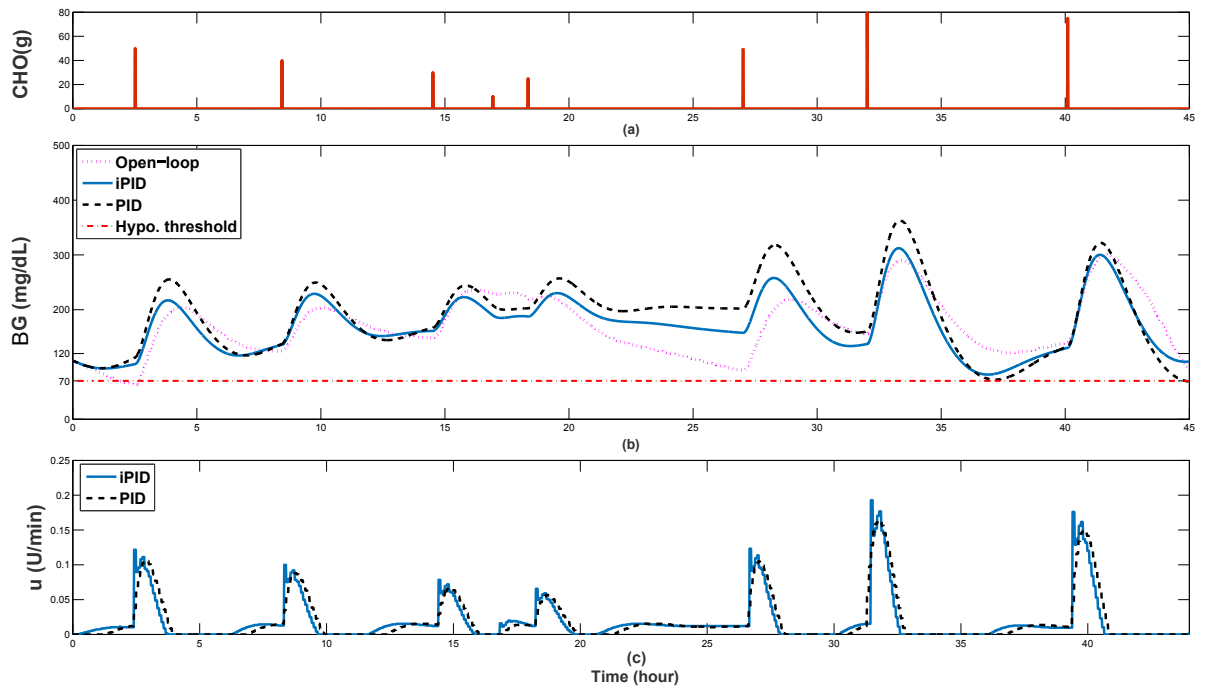 CHO(g)
80
60
40
20
0
0 5 10 15 20 25 30 35 40 45
(a)
BG (mg/dL)
500
400
300
200
120
70
0
Open-loop
iPID
PID
Hypo. threshold
0 5 10 15 20 25 30 35 40 45
(b)
u (U/min)
0.25
0.2
0.15
0.1
0.05
0
iPID
PID
0 5 10 15 20 25 30 35 40
(c)
Time (hour)